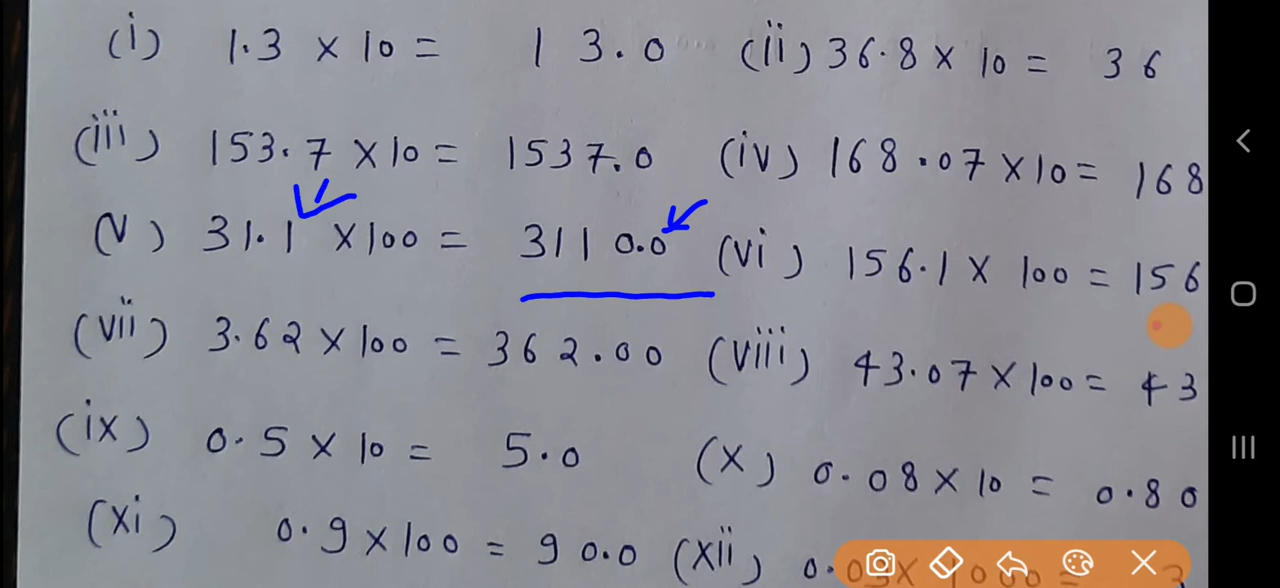 (i) 1.3 × 10 = 13.0 (ii) 36.8 × 10 = 36
(iii) 153.7 × 10 = 1537.0 (iv) 168.07 × 10 = 168
(v) 31.1 × 100 = 3110.0 (vi) 156.1 × 100 = 156
(vii) 3.62 × 100 = 362.00 (viii) 43.07 × 100 = 43
(ix) 0.5 × 10 = 5.0 (x) 0.08 × 10 = 0.80
(xi) 0.9 × 100 = 90.0 (xii) 0.03 × 1000 =